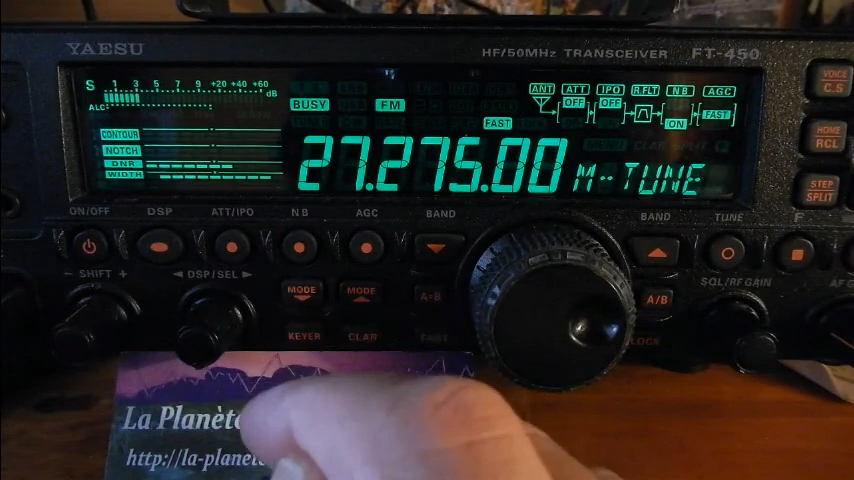 YAESU
HF/50MHz TRANSCEIVER FT-450
S 1 3 5 7 9 +20 +40 +60 dB
ALC:
BUSY FM
FAST
ANT ATT IPO R.FLT NB AGC
OFF OFF ON FAST
CONTOUR
NOTCH
DNR
WIDTH
27.275.00 M-TUNE
VOICE
C.S
HOME
RCL
STEP
SPLIT
ON/OFF DSP ATT/IPO NB AGC BAND BAND TUNE F
- SHIFT + ◄ DSP/SEL ► SQL/RF GAIN AF G
MODE MODE A=B A/B
KEYER CLAR FAST LOCK
La Planète
http://la-planete